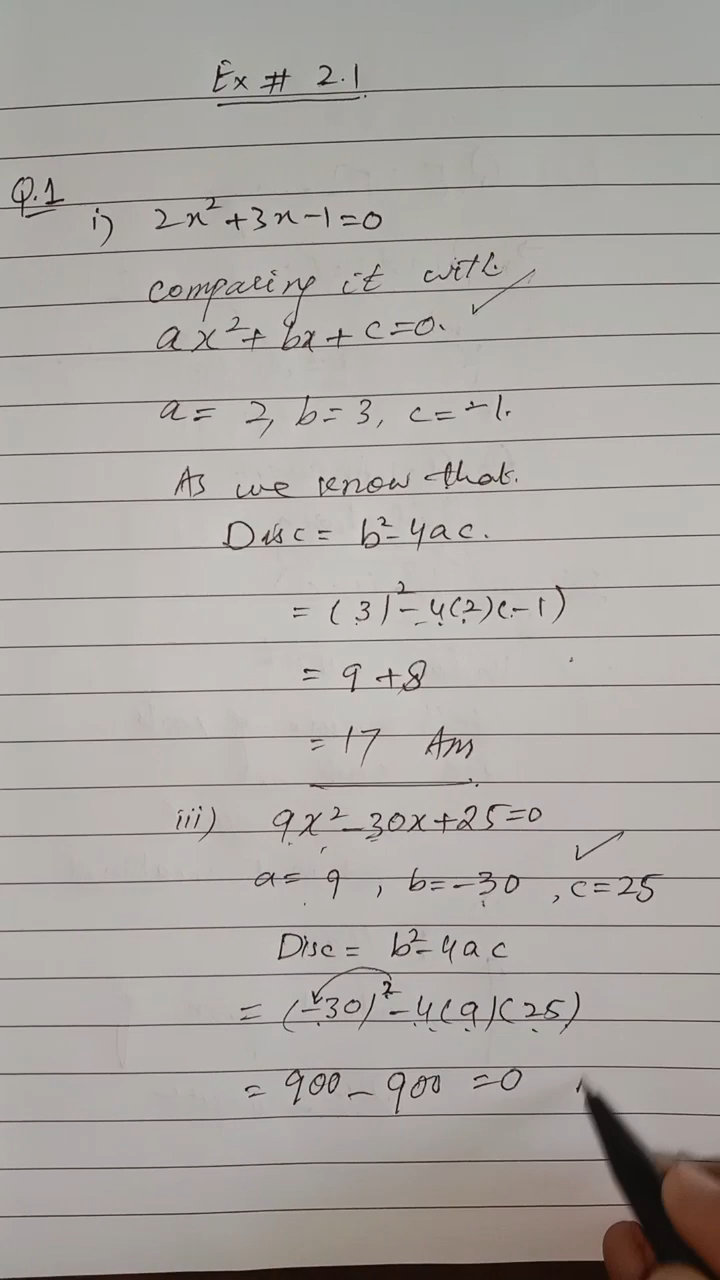 Ex # 2.1
Q.1
i) 2x²+3x-1=0
comparing it with
ax²+bx+c=0.
a= 2, b=3, c=-1.
As we know that.
Disc= b²-4ac.
= (3)²-4(2)(-1)
= 9+8
=17 Ans
iii) 9x²-30x+25=0
a= 9, b=-30, c=25
Disc= b²-4ac
= (-30)²-4(9)(25)
= 900-900=0